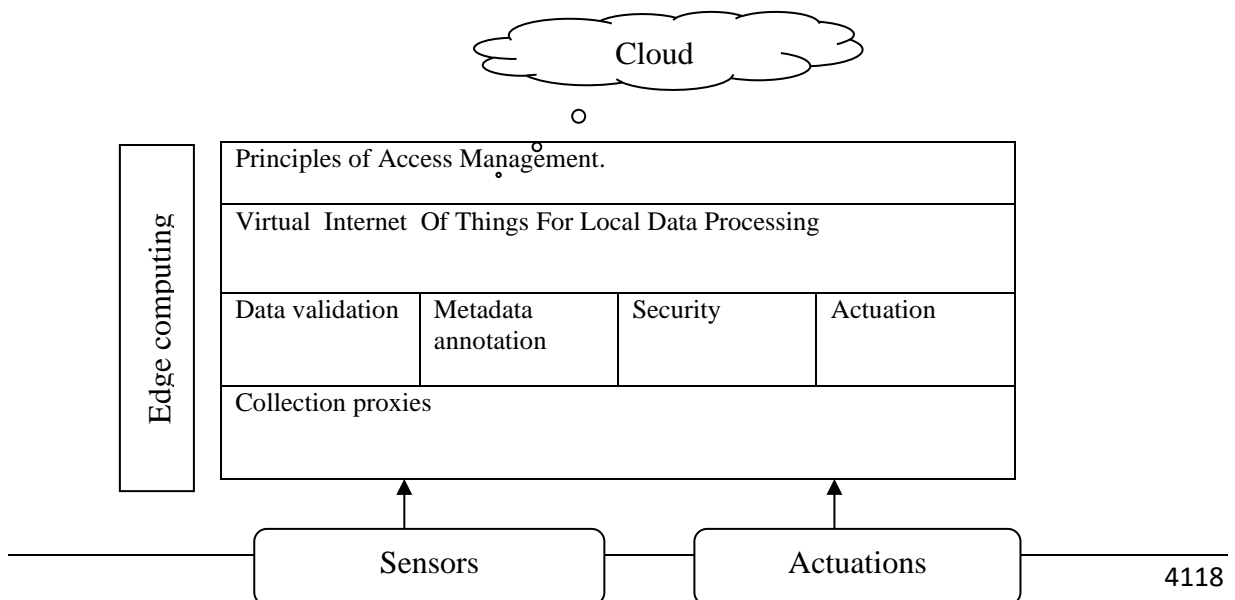 Cloud
Principles of Access Management.
Virtual Internet Of Things For Local Data Processing
Edge computing
Data validation
Metadata
annotation
Security
Actuation
Collection proxies
Sensors
Actuations
4118